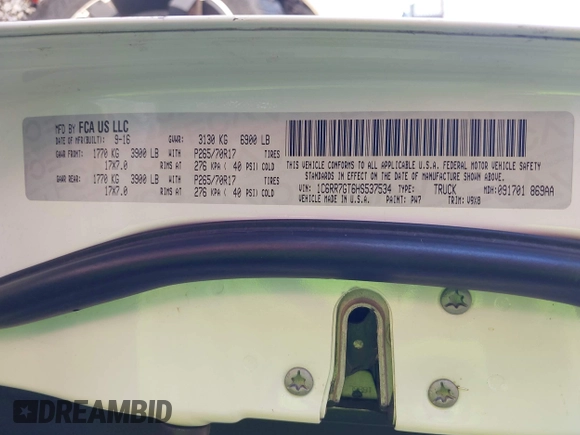 MFD BY FCA US LLC
DATE OF MFR(BUILT): 9-16 GVWR: 3130 KG 6900 LB
GAWR FRONT: 1770 KG 3900 LB WITH P265/70R17 TIRES
17X7.0 RIMS AT 276 KPA ( 40 PSI) COLD
GAWR REAR: 1770 KG 3900 LB WITH P265/70R17 TIRES
17X7.0 RIMS AT 276 KPA ( 40 PSI) COLD
THIS VEHICLE CONFORMS TO ALL APPLICABLE U.S.A. FEDERAL MOTOR VEHICLE SAFETY
STANDARDS IN EFFECT ON THE DATE OF MANUFACTURE SHOWN ABOVE.
VIN: 1C6RR7GT6HS537534 TYPE: TRUCK MDH: 091701 869AA
VEHICLE MADE IN U.S.A. PAINT: PW7 TRIM: V9X8
DREAMBID